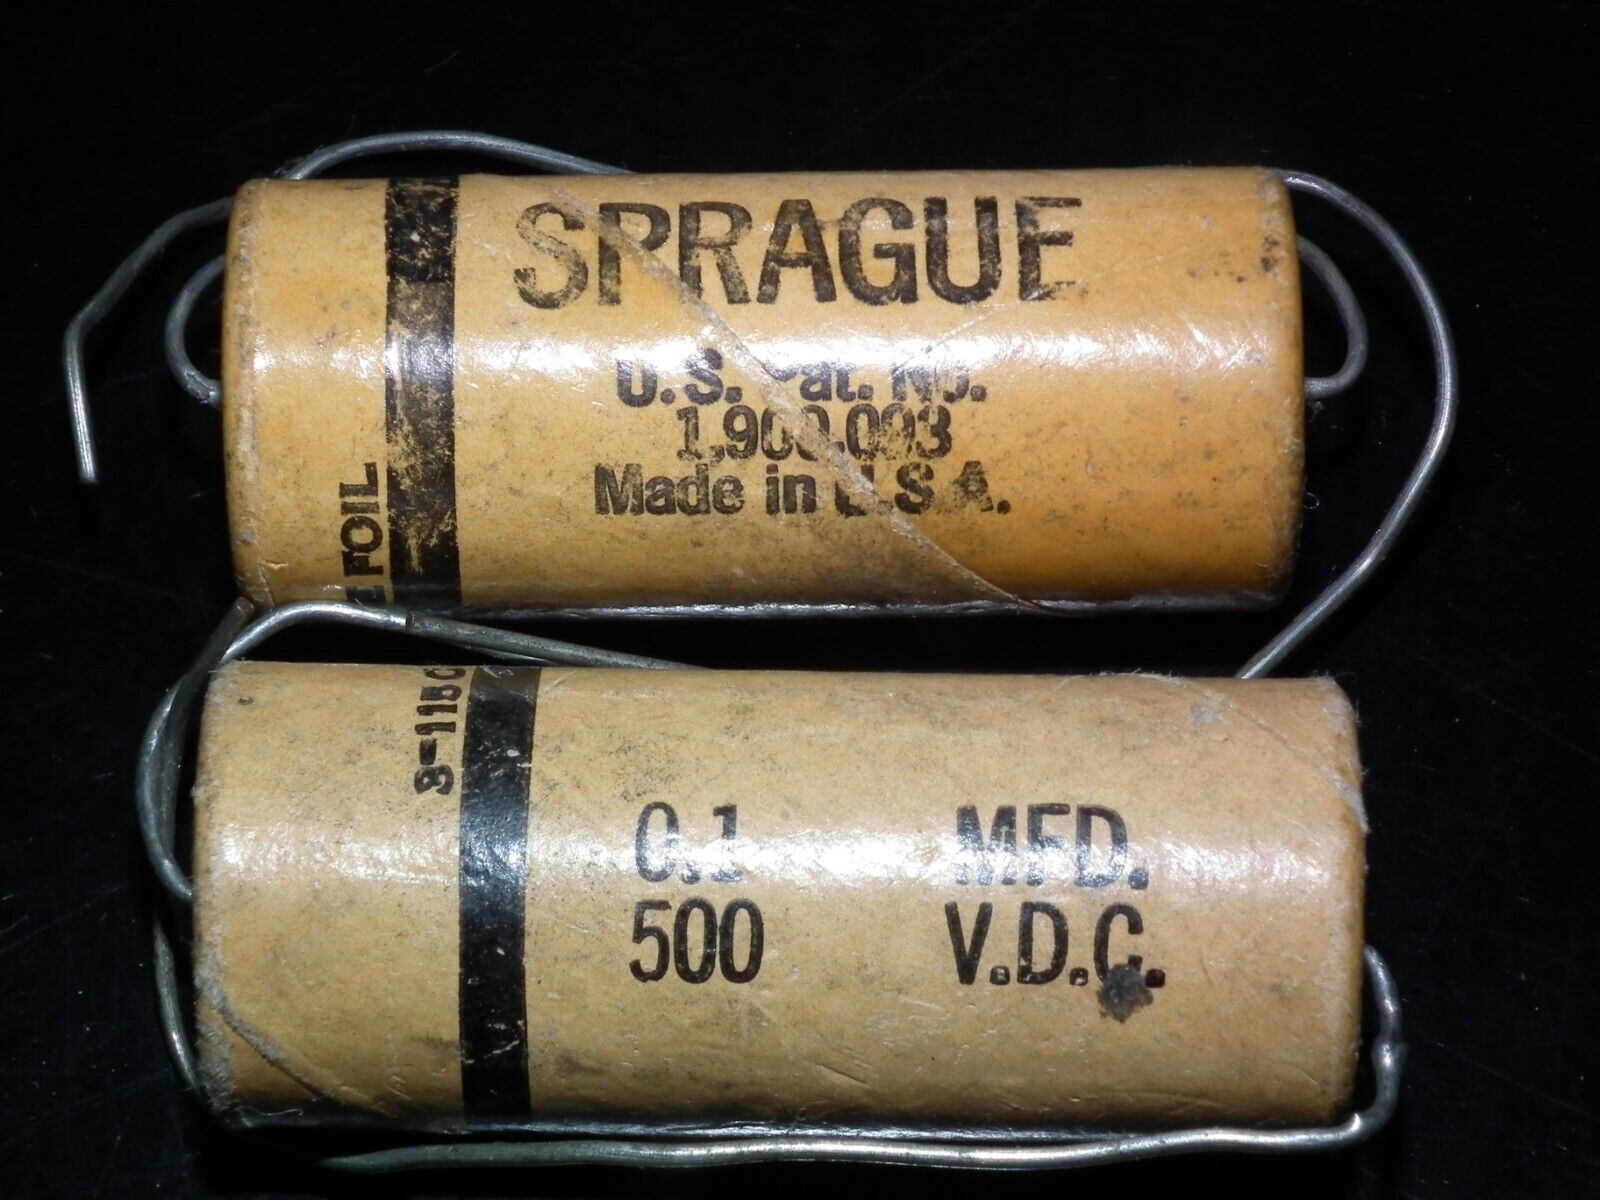 SPRAGUE
U.S. Pat. No.
1,900,003
Made in U.S.A.
FOIL
0.1 MFD.
500 V.D.C.